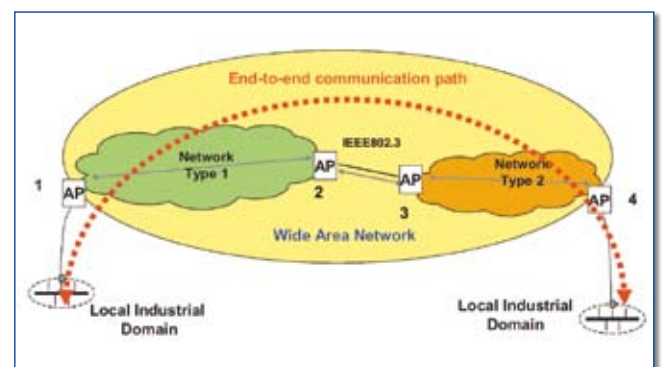 End-to-end communication path
IEEE802.3
Network
Type 1
AP
2
1
AP
AP
3
Network
Type 2
AP
4
Wide Area Network
Local Industrial
Domain
Local Industrial
Domain